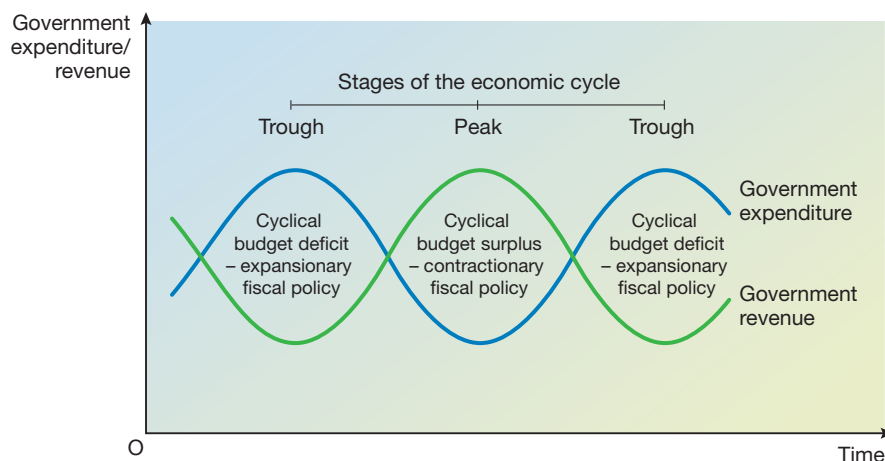 Government
expenditure/
revenue
Stages of the economic cycle
Trough
Peak
Trough
Cyclical
budget deficit
– expansionary
fiscal policy
Cyclical
budget surplus
– contractionary
fiscal policy
Cyclical
budget deficit
– expansionary
fiscal policy
Government
expenditure
Government
revenue
O
Time